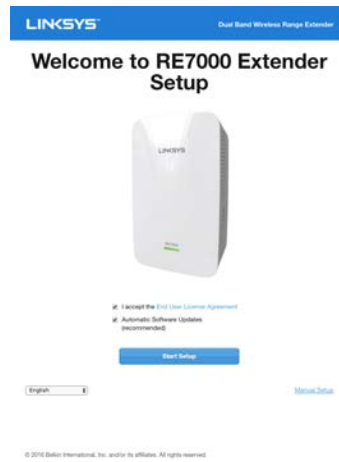 LINKSYS
Dual Band Wireless Range Extender
Welcome to RE7000 Extender
Setup
LINKSYS
I accept the End User License Agreement
Automatic Software Updates
(recommended)
Start Setup
English
Manual Setup
© 2016 Belkin International, Inc. and/or its affiliates. All rights reserved.